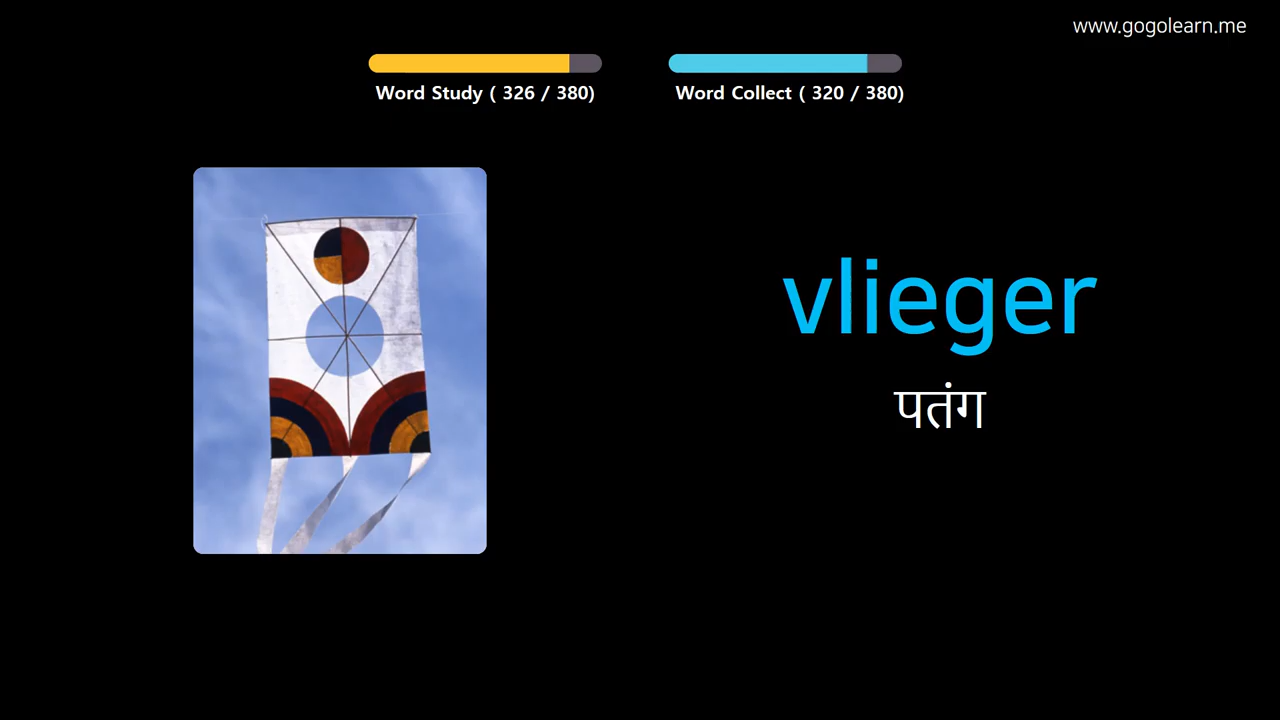 www.gogolearn.me
Word Study ( 326 / 380)
Word Collect ( 320 / 380)
vlieger
पतंग